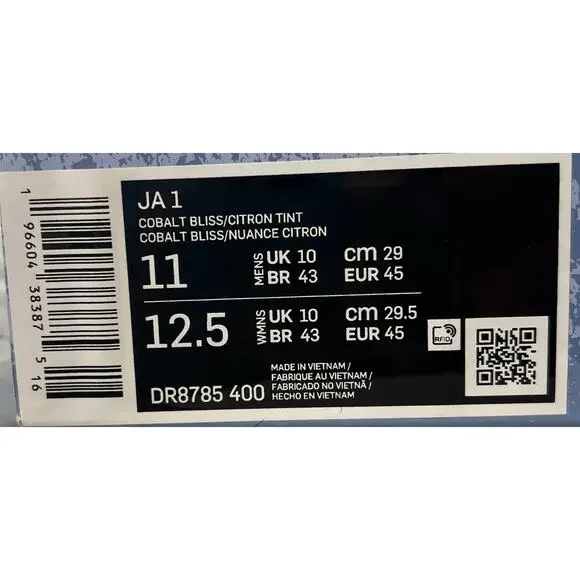 JA 1
COBALT BLISS/CITRON TINT
COBALT BLISS/NUANCE CITRON
11 MENS UK 10 cm 29
BR 43 EUR 45
12.5 WMNS UK 10 cm 29.5
BR 43 EUR 45
RFID
MADE IN VIETNAM /
FABRIQUE AU VIETNAM /
FABRICADO NO VIETNÃ /
HECHO EN VIETNAM
DR8785 400
1 96604 38387 5 16